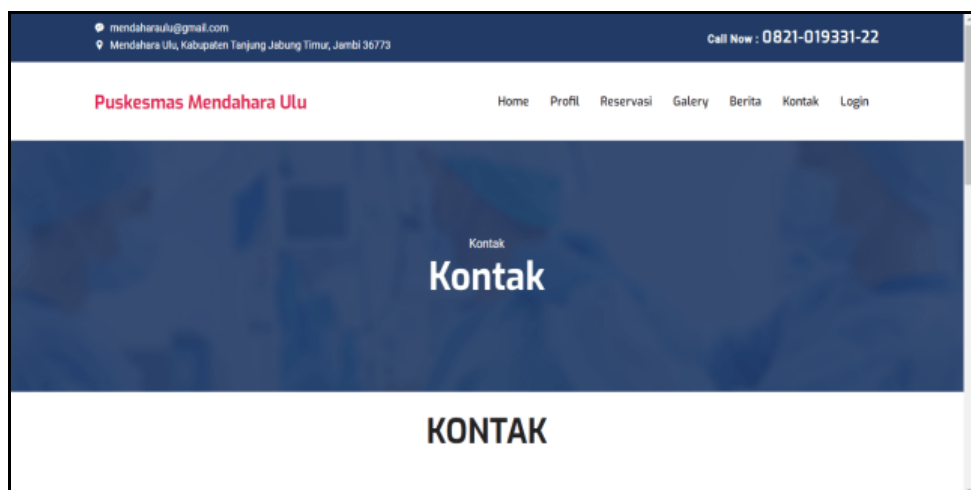 mendaharaulu@gmail.com
Mendahara Ulu, Kabupaten Tanjung Jabung Timur, Jambi 36773
Call Now : 0821-019331-22
Puskesmas Mendahara Ulu
Home Profil Reservasi Galery Berita Kontak Login
Kontak
Kontak
KONTAK